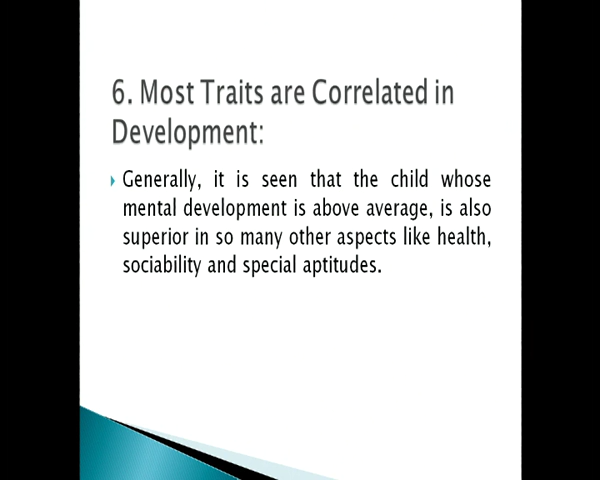 6. Most Traits are Correlated in
Development:
Generally, it is seen that the child whose
mental development is above average, is also
superior in so many other aspects like health,
sociability and special aptitudes.